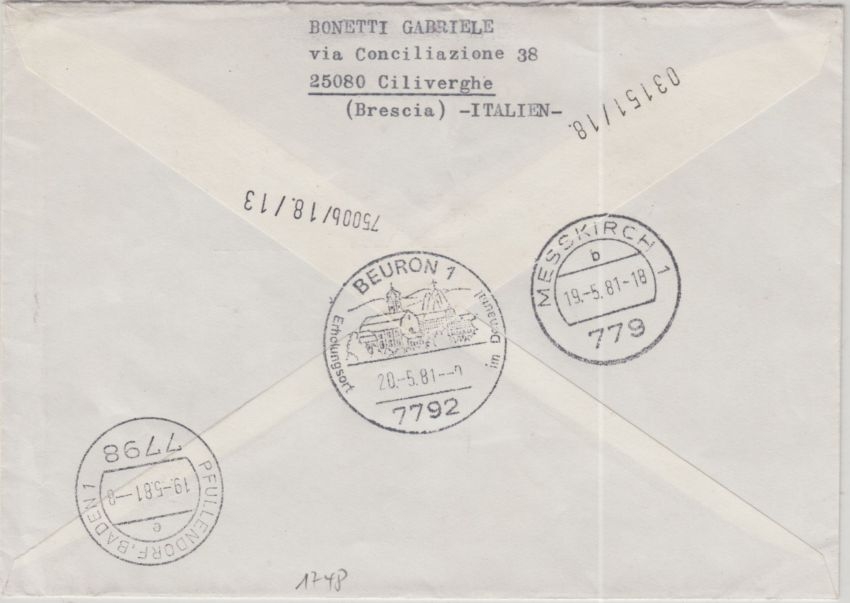 BONETTI GABRIELE
via Conciliazione 38
25080 Ciliverghe
(Brescia) -ITALIEN-
03151/18.
75006/18./13
BEURON 1
Erholungsort
im Donautal
20.-5.81--
7792
MESSKIRCH 1
b
19.-5.81-18
779
7798
19.-5.81--8
e
PFULLENDORF, BADEN 1
1748